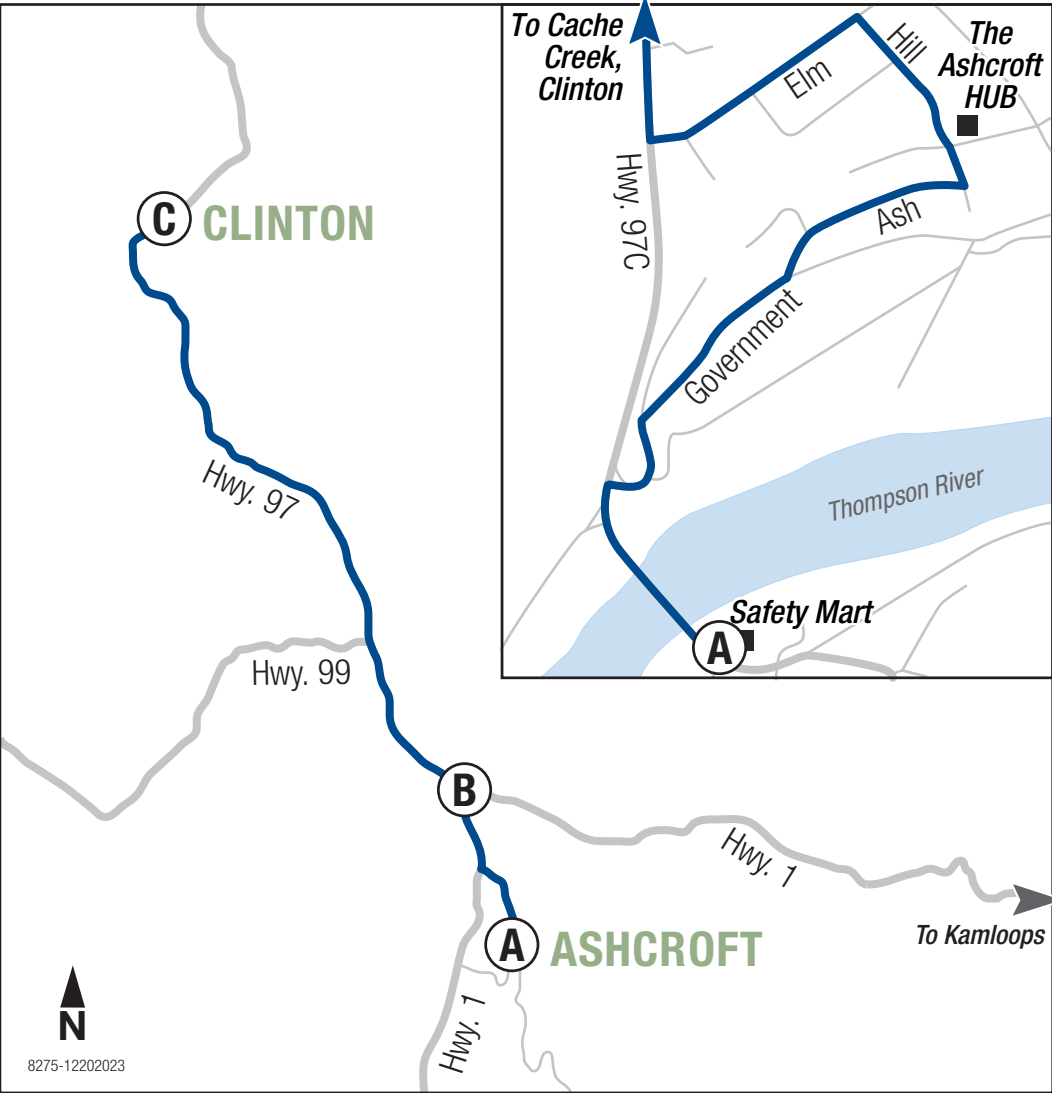 To Cache
Creek,
Clinton
Elm
Hill
The
Ashcroft
HUB
Hwy. 97C
Ash
Government
Thompson River
Safety Mart
A
C
CLINTON
Hwy. 97
Hwy. 99
B
Hwy. 1
To Kamloops
A
ASHCROFT
Hwy. 1
N
8275-12202023